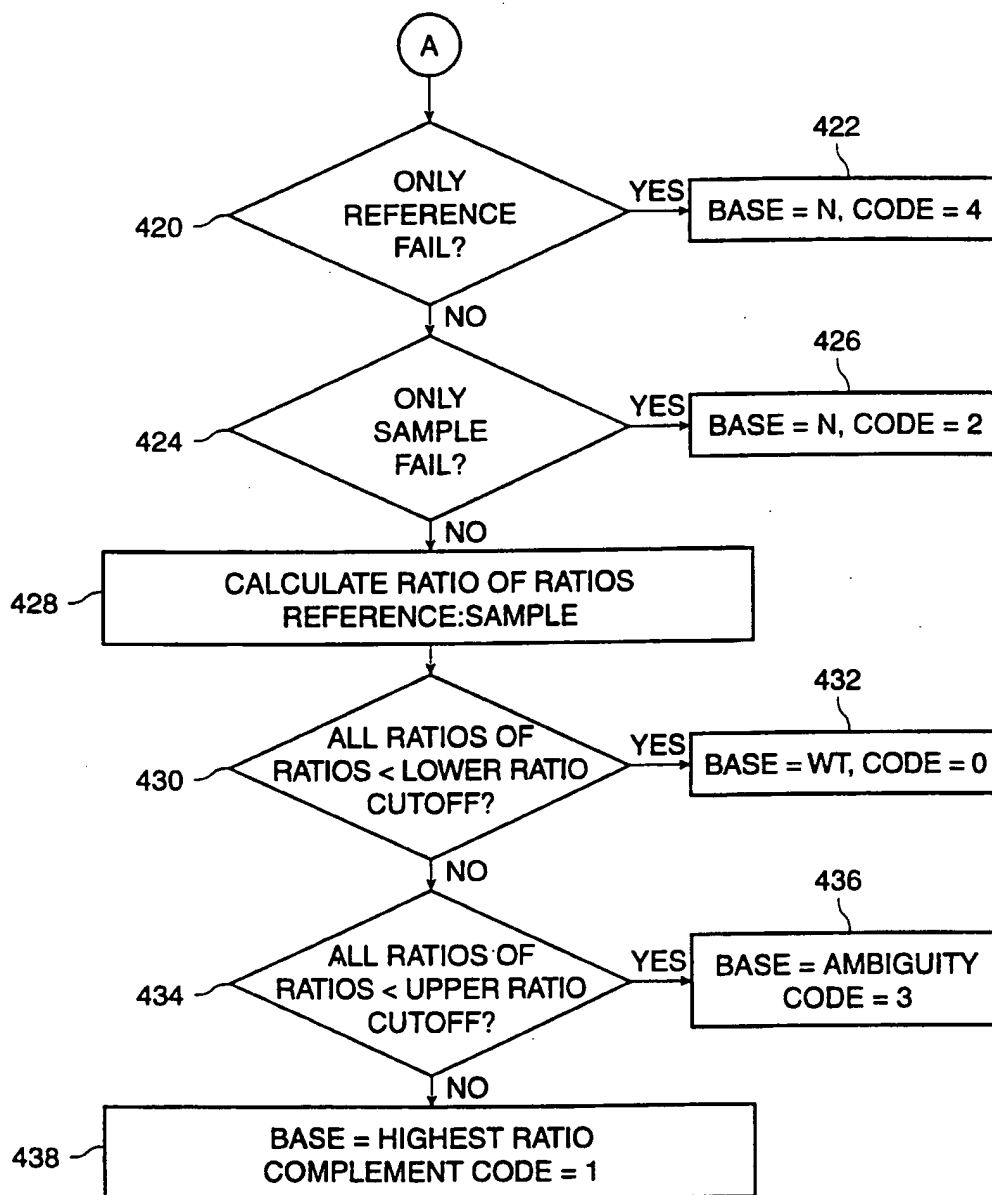 A
422
ONLY
REFERENCE
FAIL?
420
YES
BASE = N, CODE = 4
NO
426
ONLY
SAMPLE
FAIL?
424
YES
BASE = N, CODE = 2
NO
CALCULATE RATIO OF RATIOS
REFERENCE:SAMPLE
428
432
ALL RATIOS OF
RATIOS < LOWER RATIO
CUTOFF?
430
YES
BASE = WT, CODE = 0
NO
436
ALL RATIOS OF
RATIOS < UPPER RATIO
CUTOFF?
434
YES
BASE = AMBIGUITY
CODE = 3
NO
BASE = HIGHEST RATIO
COMPLEMENT CODE = 1
438